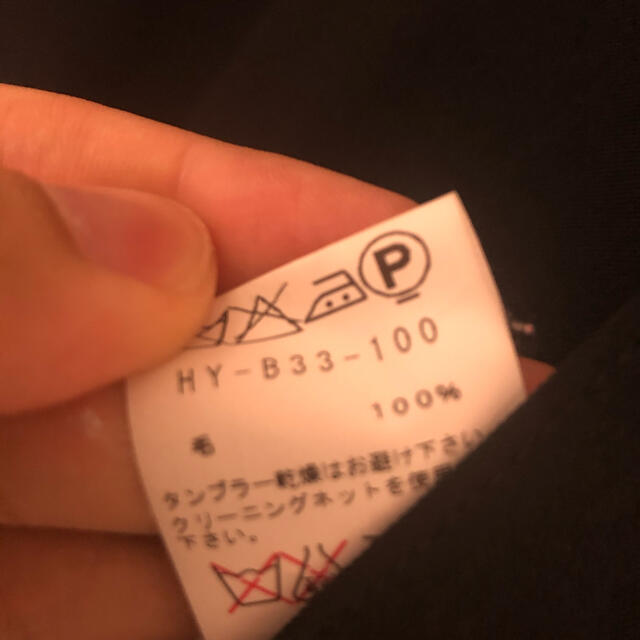 P
HY-B33-100
毛 100%
タンブラー乾燥はお避け下さい
クリーニングネットを使用
下さい。